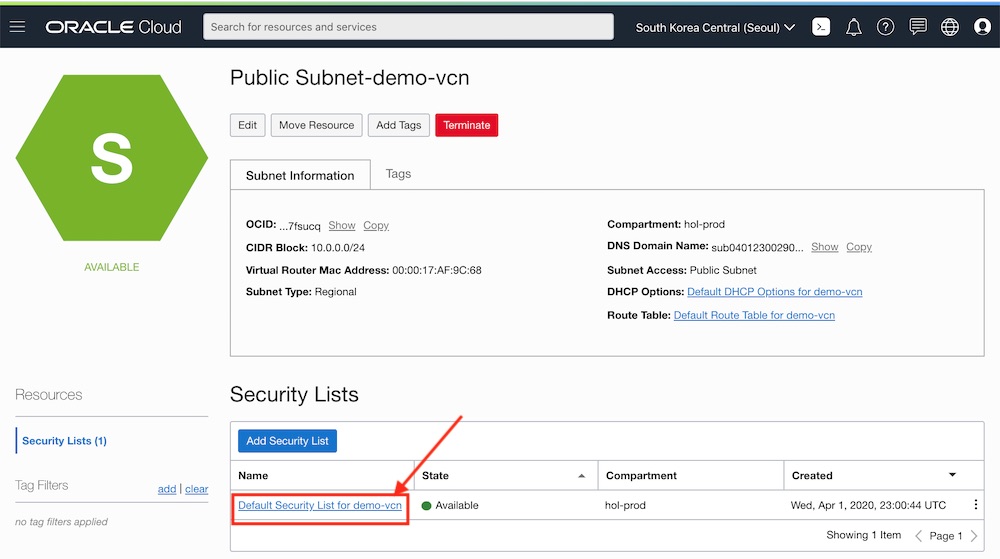 ORACLE Cloud
Search for resources and services
South Korea Central (Seoul)
S
AVAILABLE
Public Subnet-demo-vcn
Edit
Move Resource
Add Tags
Terminate
Subnet Information
Tags
OCID: ...7fsucq Show Copy
CIDR Block: 10.0.0.0/24
Virtual Router Mac Address: 00:00:17:AF:9C:68
Subnet Type: Regional
Compartment: hol-prod
DNS Domain Name: sub04012300290... Show Copy
Subnet Access: Public Subnet
DHCP Options: Default DHCP Options for demo-vcn
Route Table: Default Route Table for demo-vcn
Resources
Security Lists (1)
Tag Filters add | clear
no tag filters applied
Security Lists
Add Security List
Name State Compartment Created
Default Security List for demo-vcn Available hol-prod Wed, Apr 1, 2020, 23:00:44 UTC
Showing 1 Item Page 1